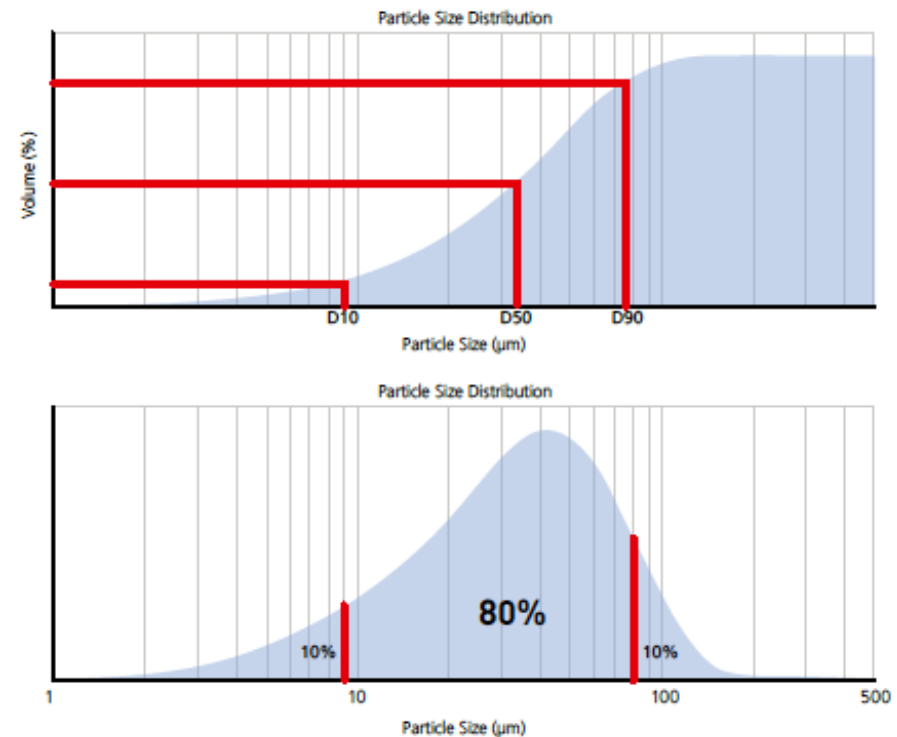 Particle Size Distribution
Volume (%)
D10 D50 D90
Particle Size (µm)
Particle Size Distribution
80%
10% 10%
1 10 100 500
Particle Size (µm)